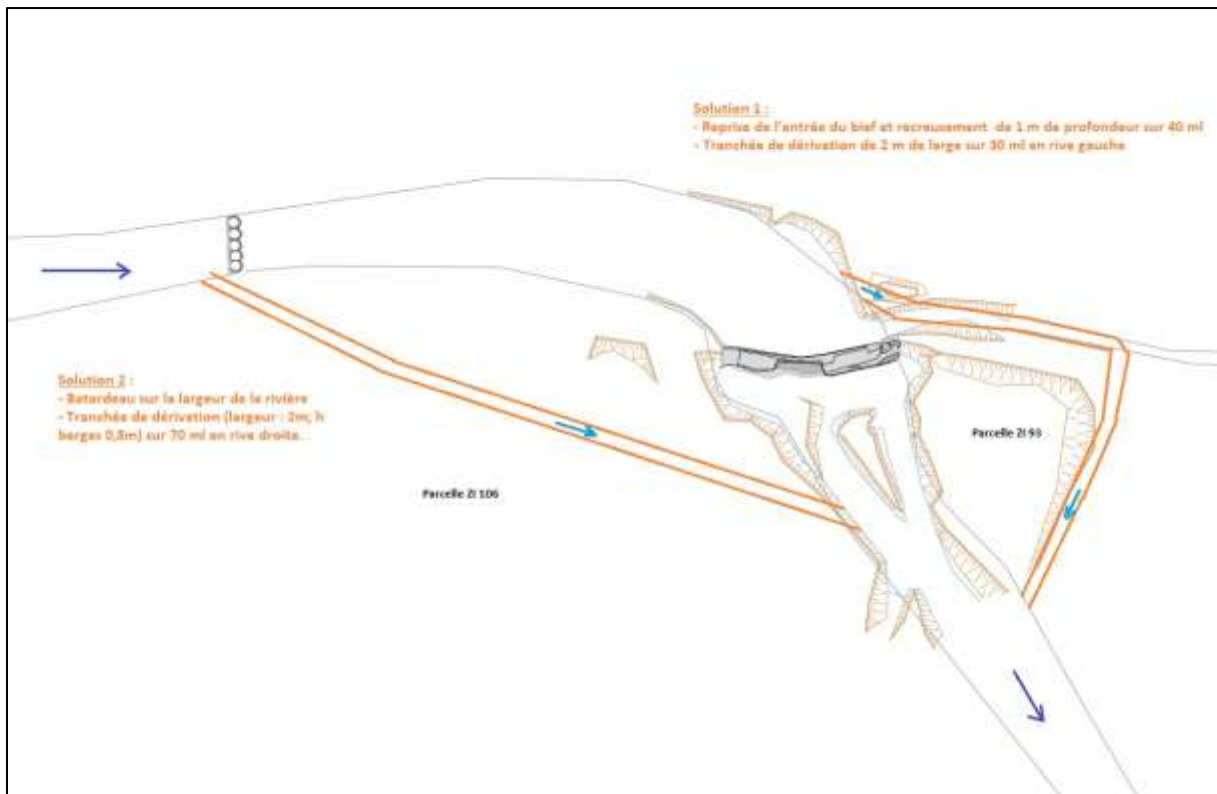 Solution 1 :
- Reprise de l'entrée du bief et recreusement de 1 m de profondeur sur 40 ml
- Tranchée de dérivation de 2 m de large sur 30 ml en rive gauche
Solution 2 :
- Batardeau sur la largeur de la rivière
- Tranchée de dérivation (largeur : 2m; h
berges 0,8m) sur 70 ml en rive droite.
Parcelle ZI 93
Parcelle ZI 106